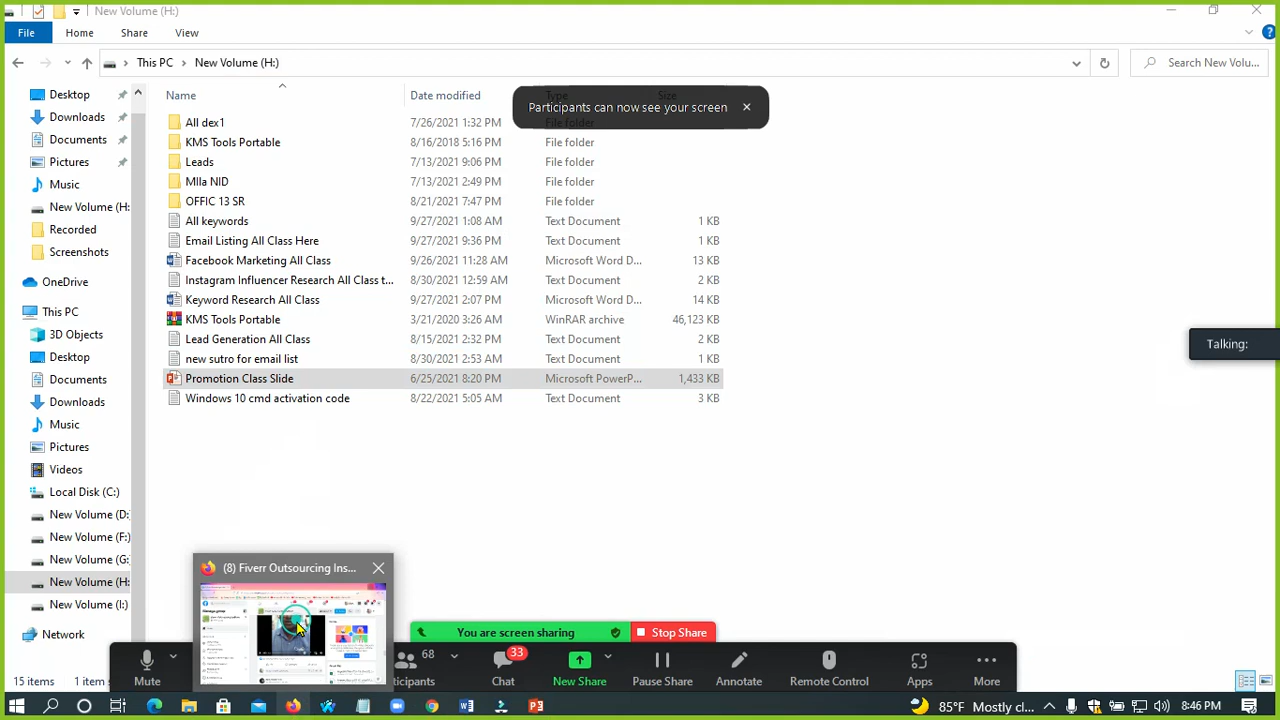 New Volume (H:)
File Home Share View
This PC New Volume (H:) Search New Volu...
Name Date modified Type Size
Participants can now see your screen
Desktop
Downloads
Documents
Pictures
Music
New Volume (H:
Recorded
Screenshots
OneDrive
This PC
3D Objects
Desktop
Documents
Downloads
Music
Pictures
Videos
Local Disk (C:)
New Volume (D:
New Volume (F:)
New Volume (G:
New Volume (H:
New Volume (I:)
Network
All dex1 7/26/2021 1:32 PM File folder
KMS Tools Portable 8/16/2018 5:16 PM File folder
Leads 7/13/2021 9:06 PM File folder
MIla NID 7/13/2021 2:49 PM File folder
OFFIC 13 SR 8/21/2021 7:47 PM File folder
All keywords 9/27/2021 1:08 AM Text Document 1 KB
Email Listing All Class Here 9/27/2021 9:36 PM Text Document 1 KB
Facebook Marketing All Class 9/26/2021 11:28 AM Microsoft Word D... 13 KB
Instagram Influencer Research All Class t... 8/30/2021 12:59 AM Text Document 2 KB
Keyword Research All Class 9/27/2021 2:07 PM Microsoft Word D... 14 KB
KMS Tools Portable 3/21/2021 3:26 AM WinRAR archive 46,123 KB
Lead Generation All Class 8/15/2021 2:32 PM Text Document 2 KB
new sutro for email list 8/30/2021 2:53 AM Text Document 1 KB
Promotion Class Slide 6/25/2021 8:20 PM Microsoft PowerP... 1,433 KB
Windows 10 cmd activation code 8/22/2021 5:05 AM Text Document 3 KB
Talking:
(8) Fiverr Outsourcing Ins...
You are screen sharing Stop Share
68 33
Mute ticipants Chat New Share Pause Share Annotate Remote Control Apps More
15 items 1 item
85°F Mostly cl... 8:46 PM